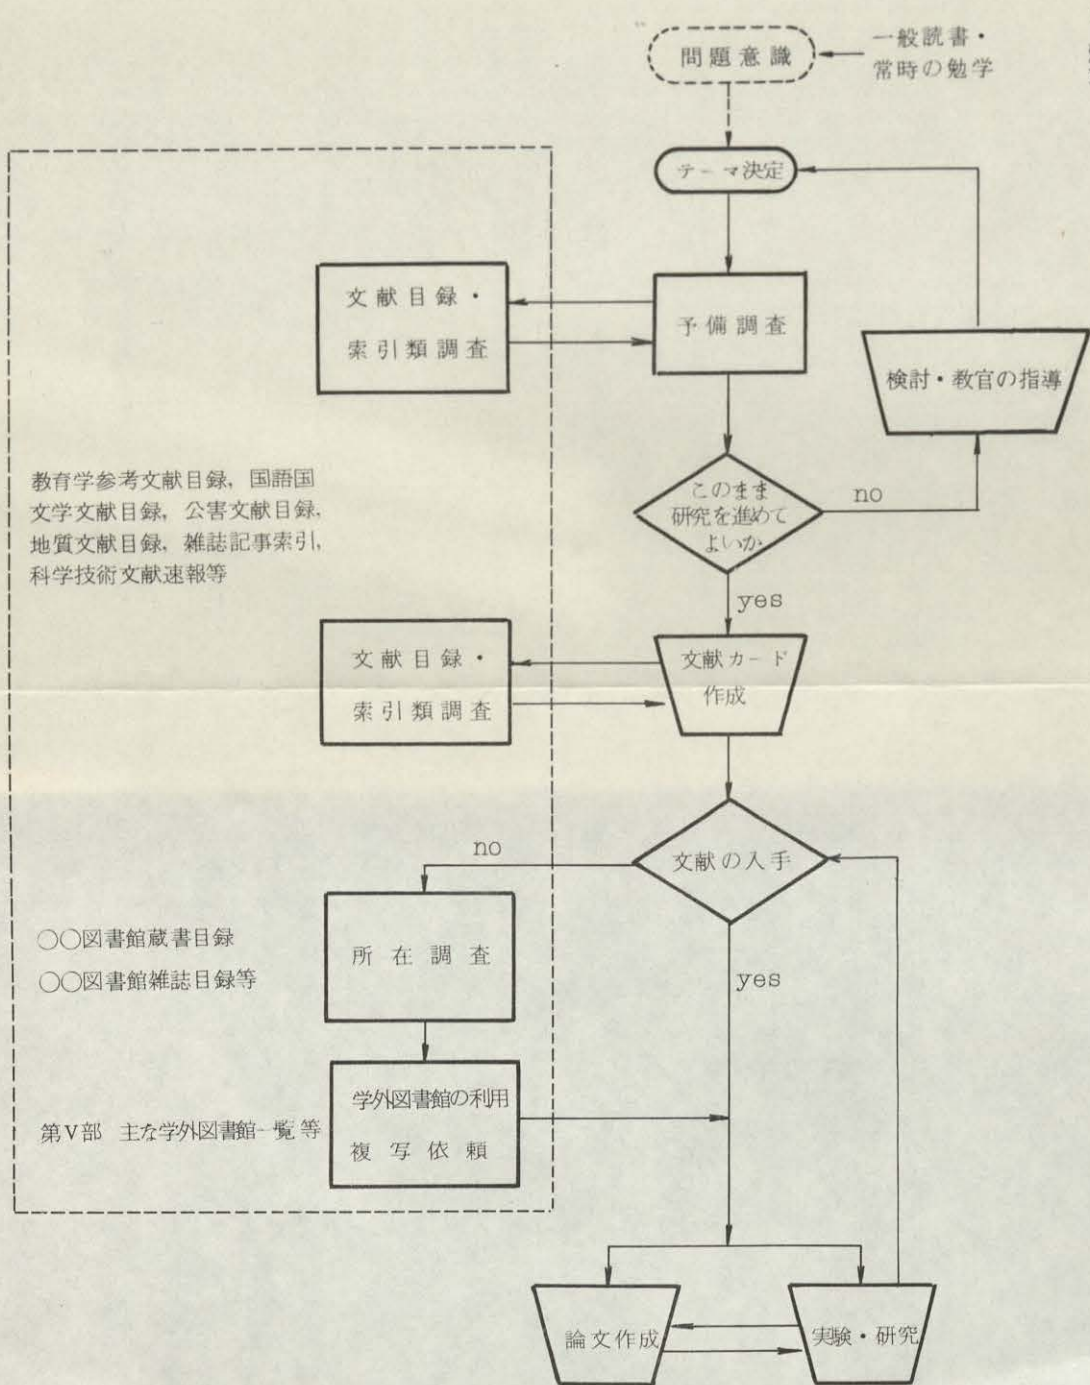 問題意識
一般読書・
常時の勉学
テーマ決定
文献目録・
索引類調査
予備調査
検討・教官の指導
教育学参考文献目録，国語国
文学文献目録，公害文献目録，
地質文献目録，雑誌記事索引，
科学技術文献速報等
このまま
研究を進めて
よいか
no
yes
文献目録・
索引類調査
文献カード
作成
文献の入手
no
〇〇図書館蔵書目録
〇〇図書館雑誌目録等
所在調査
yes
第Ⅴ部 主な学外図書館一覧等
学外図書館の利用
複写依頼
論文作成
実験・研究